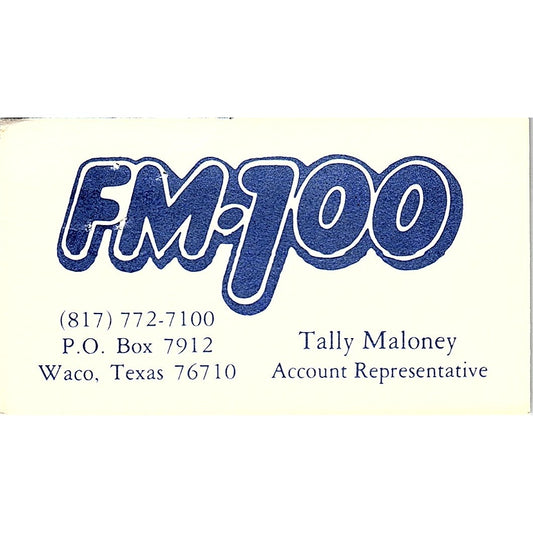 FM·100
(817) 772-7100
P.O. Box 7912
Waco, Texas 76710
Tally Maloney
Account Representative